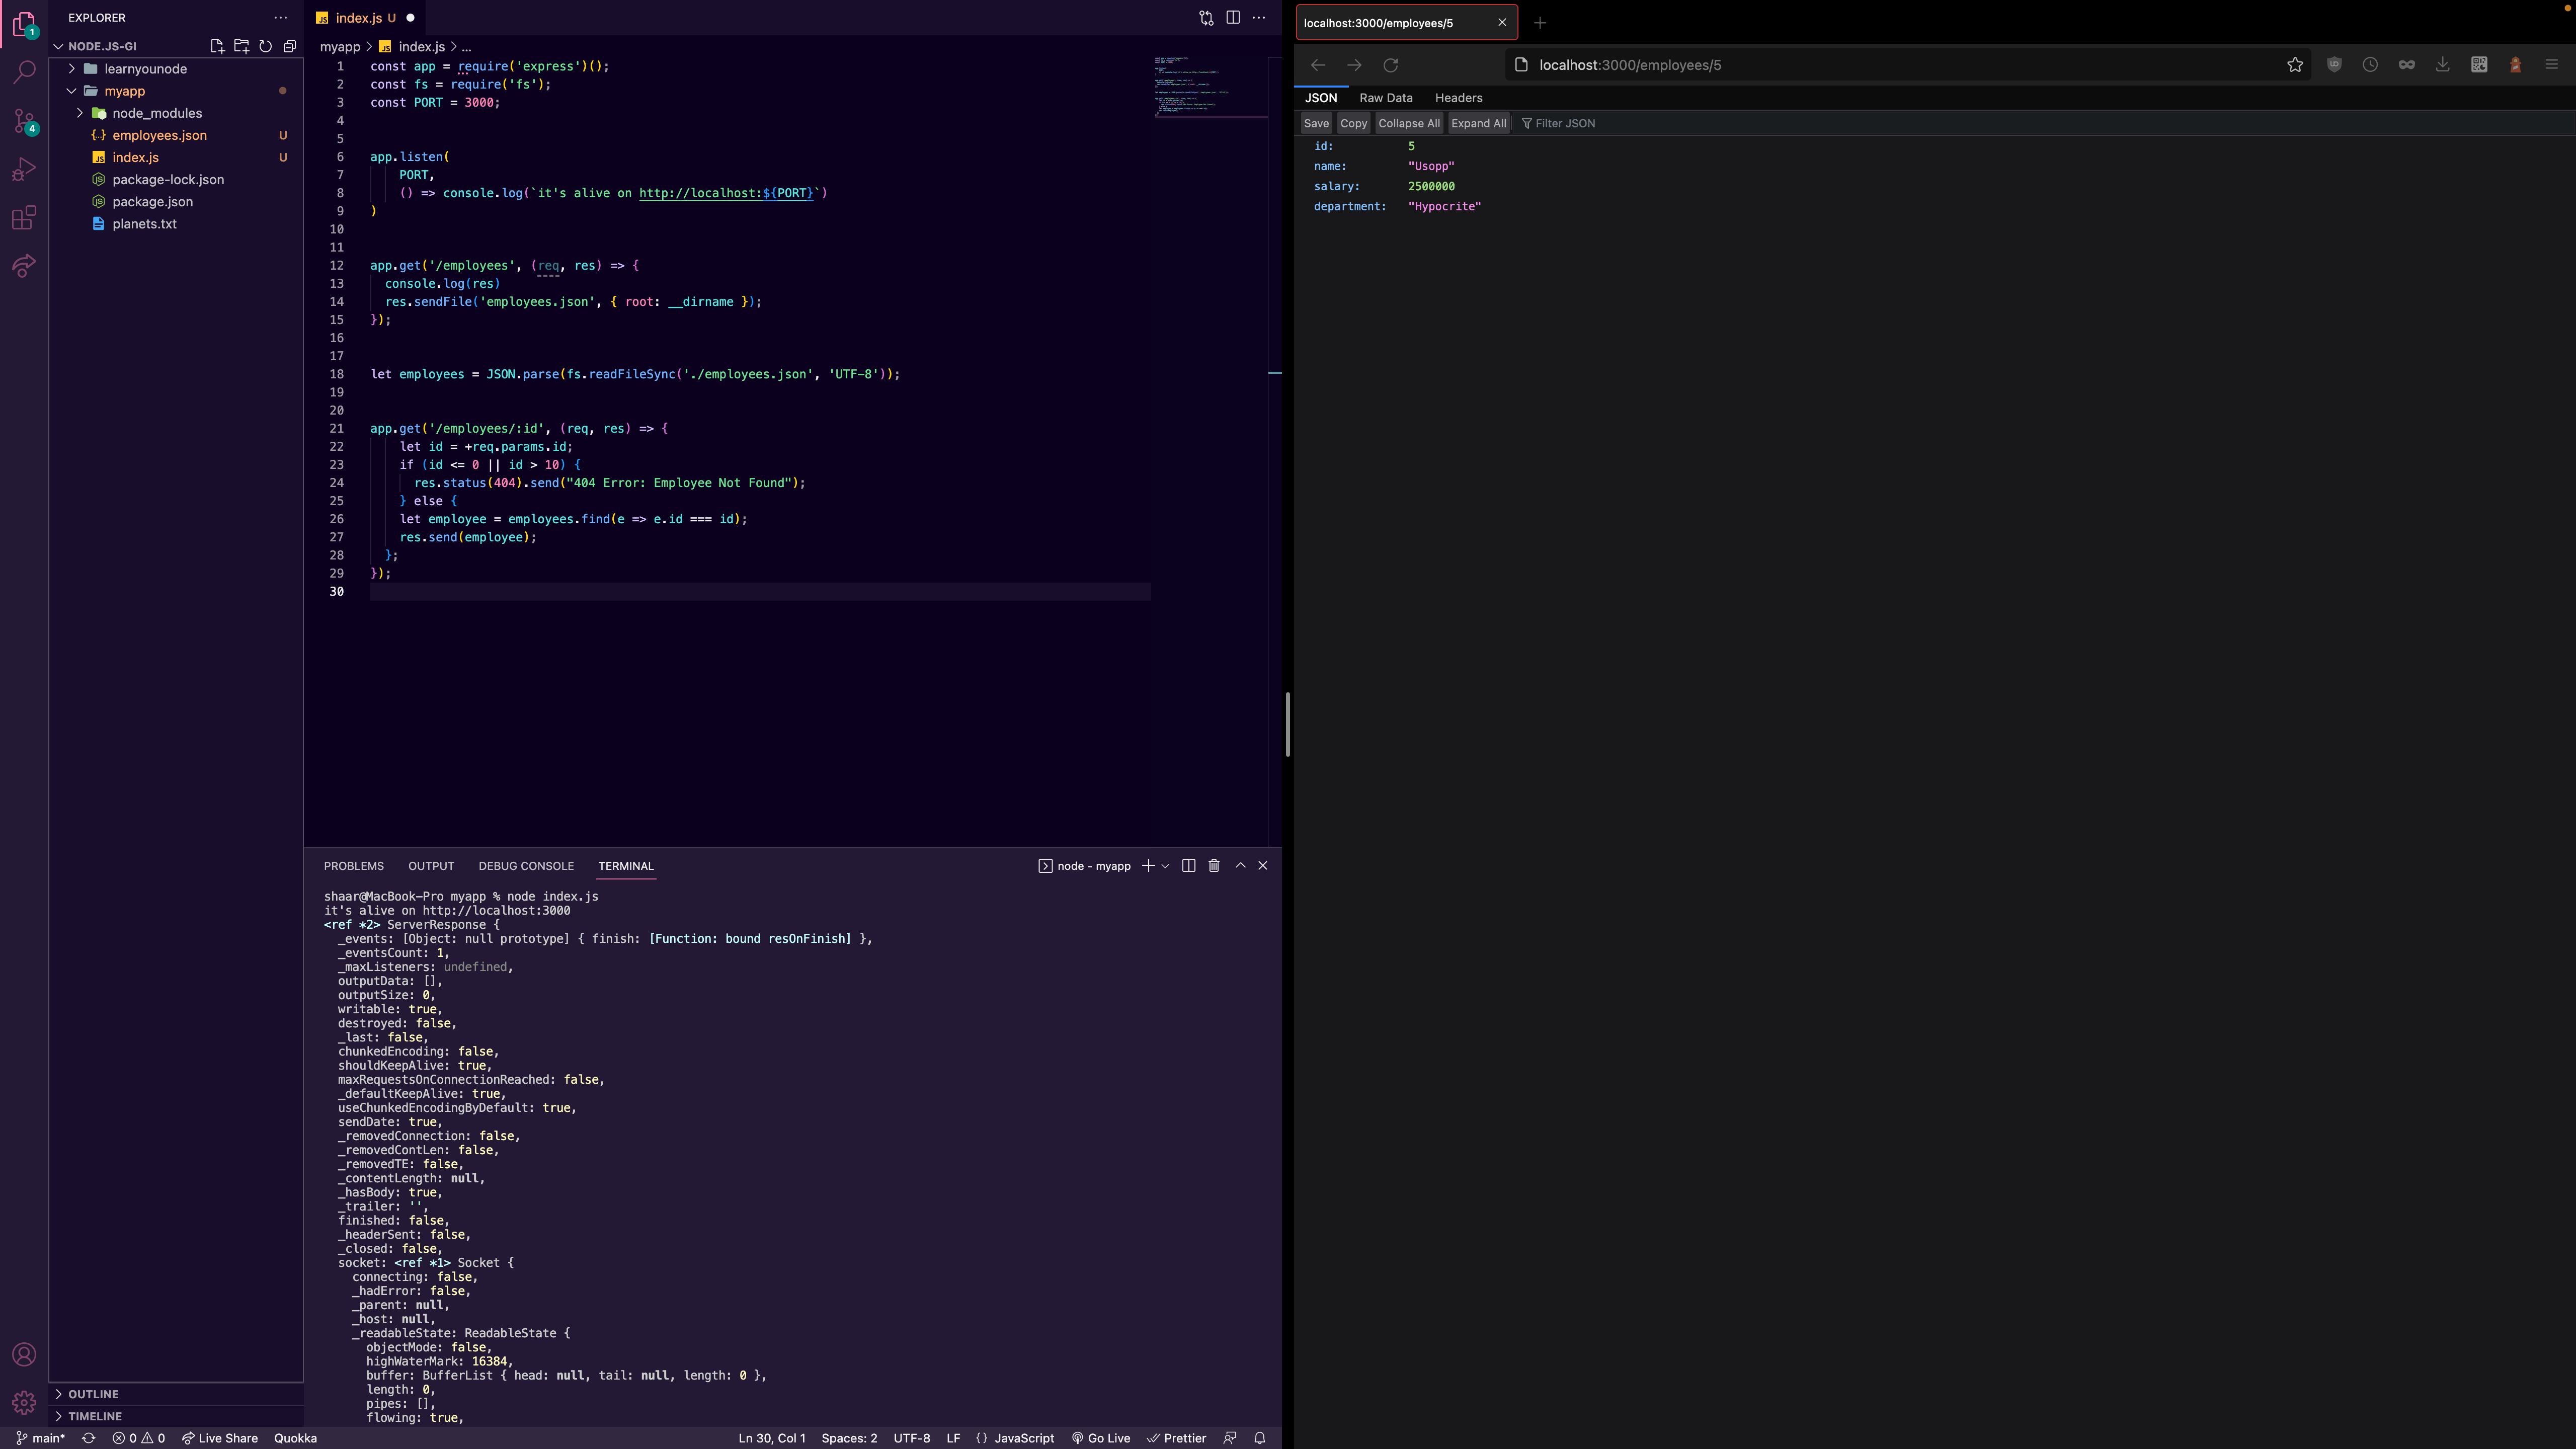 EXPLORER
NODE.JS-GI
learnyounode
myapp
node_modules
employees.json U
index.js U
package-lock.json
package.json
planets.txt
OUTLINE
TIMELINE
1
4
index.js U
myapp > index.js > ...
1 const app = require('express')();
2 const fs = require('fs');
3 const PORT = 3000;
4
5
6 app.listen(
7 PORT,
8 () => console.log(`it's alive on http://localhost:${PORT}`)
9 )
10
11
12 app.get('/employees', (req, res) => {
13 console.log(res)
14 res.sendFile('employees.json', { root: __dirname });
15 });
16
17
18 let employees = JSON.parse(fs.readFileSync('./employees.json', 'UTF-8'));
19
20
21 app.get('/employees/:id', (req, res) => {
22 let id = +req.params.id;
23 if (id <= 0 || id > 10) {
24 res.status(404).send("404 Error: Employee Not Found");
25 } else {
26 let employee = employees.find(e => e.id === id);
27 res.send(employee);
28 };
29 });
30
PROBLEMS OUTPUT DEBUG CONSOLE TERMINAL node - myapp
shaar@MacBook-Pro myapp % node index.js
it's alive on http://localhost:3000
<ref *2> ServerResponse {
_events: [Object: null prototype] { finish: [Function: bound resOnFinish] },
_eventsCount: 1,
_maxListeners: undefined,
outputData: [],
outputSize: 0,
writable: true,
destroyed: false,
_last: false,
chunkedEncoding: false,
shouldKeepAlive: true,
maxRequestsOnConnectionReached: false,
_defaultKeepAlive: true,
useChunkedEncodingByDefault: true,
sendDate: true,
_removedConnection: false,
_removedContLen: false,
_removedTE: false,
_contentLength: null,
_hasBody: true,
_trailer: '',
finished: false,
_headerSent: false,
_closed: false,
socket: <ref *1> Socket {
connecting: false,
_hadError: false,
_parent: null,
_host: null,
_readableState: ReadableState {
objectMode: false,
highWaterMark: 16384,
buffer: BufferList { head: null, tail: null, length: 0 },
length: 0,
pipes: [],
flowing: true,
main* 0 0 Live Share Quokka Ln 30, Col 1 Spaces: 2 UTF-8 LF {} JavaScript Go Live Prettier
localhost:3000/employees/5
localhost:3000/employees/5
JSON Raw Data Headers
Save Copy Collapse All Expand All Filter JSON
id: 5
name: "Usopp"
salary: 2500000
department: "Hypocrite"